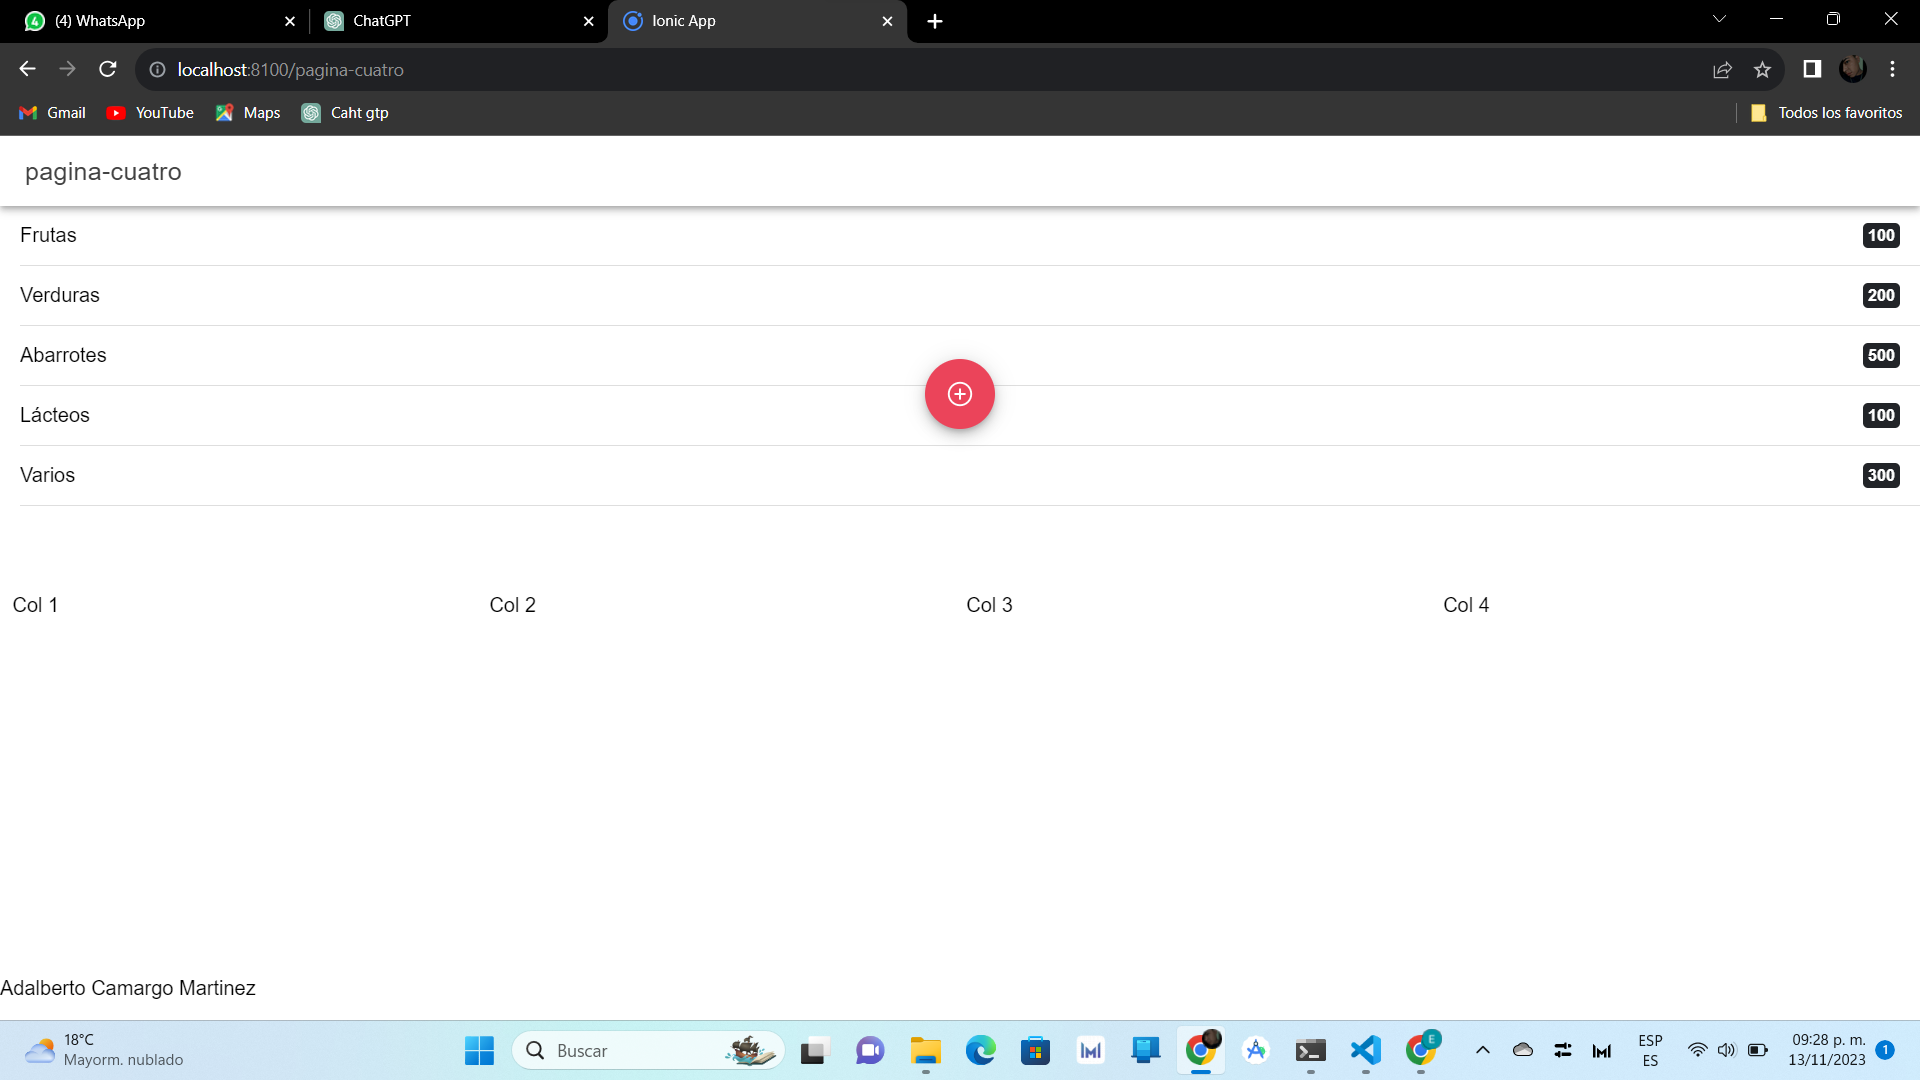 (4) WhatsApp
ChatGPT
Ionic App
localhost:8100/pagina-cuatro
Gmail
YouTube
Maps
Caht gtp
Todos los favoritos
pagina-cuatro
Frutas 100
Verduras 200
Abarrotes 500
Lácteos 100
Varios 300
Col 1 Col 2 Col 3 Col 4
Adalberto Camargo Martinez
18°C
Mayorm. nublado
Buscar
ESP
ES
09:28 p. m.
13/11/2023
1